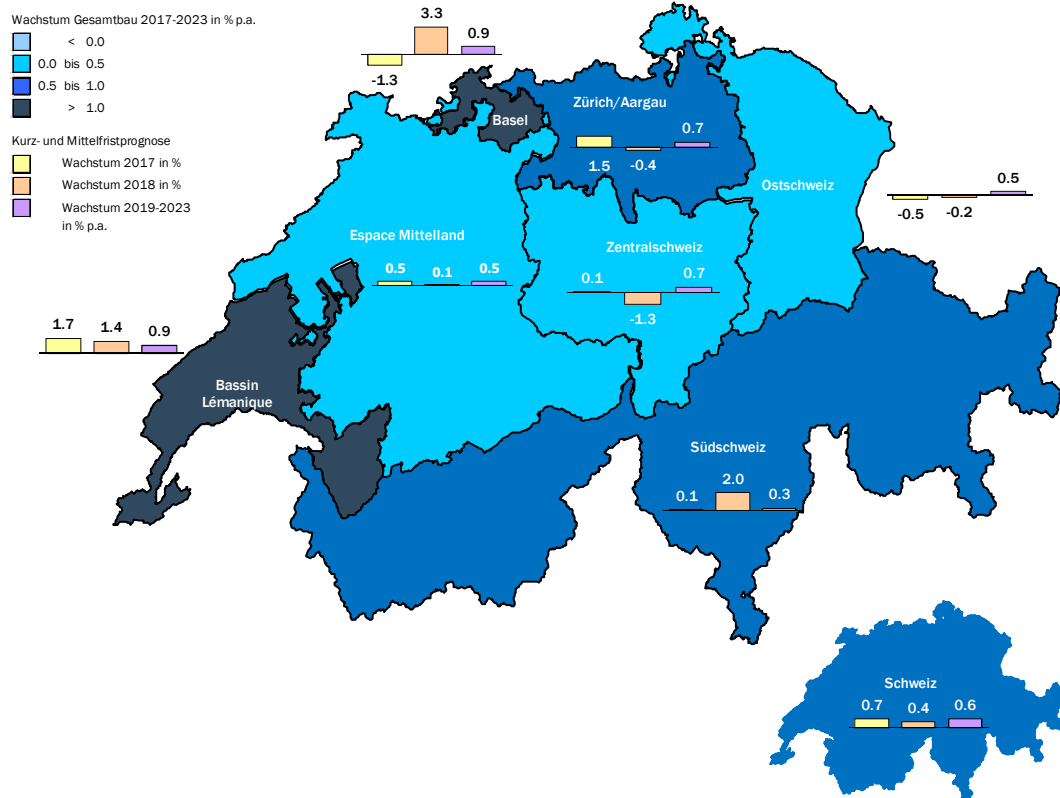 Wachstum Gesamtbau 2017-2023 in % p.a.
< 0.0
0.0 bis 0.5
0.5 bis 1.0
> 1.0
Kurz- und Mittelfristprognose
Wachstum 2017 in %
Wachstum 2018 in %
Wachstum 2019-2023
in % p.a.
3.3
0.9
-1.3
Basel
Zürich/Aargau
0.7
1.5
-0.4
Ostschweiz
0.5
-0.5
-0.2
Espace Mittelland
0.5
0.1
0.5
Zentralschweiz
0.1
0.7
-1.3
1.7
1.4
0.9
Bassin
Lémanique
Südschweiz
0.1
2.0
0.3
Schweiz
0.7
0.4
0.6